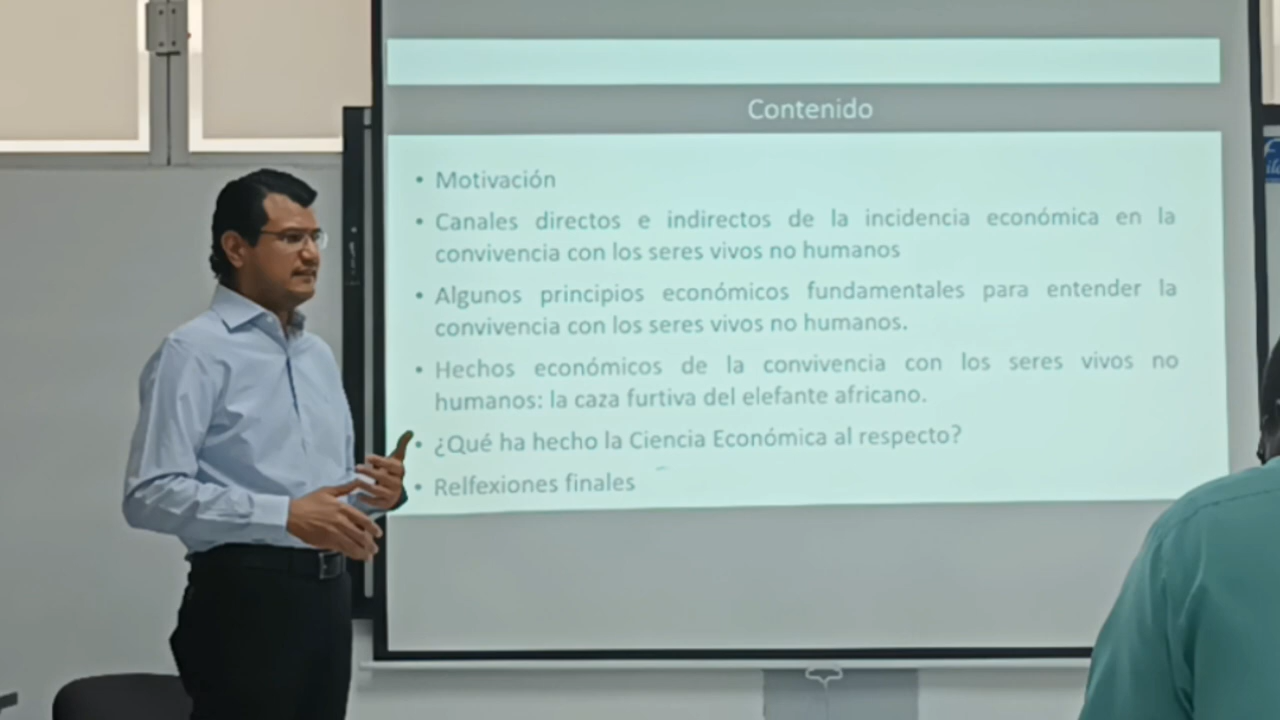 Contenido
• Motivación
• Canales directos e indirectos de la incidencia económica en la
convivencia con los seres vivos no humanos
• Algunos principios económicos fundamentales para entender la
convivencia con los seres vivos no humanos.
• Hechos económicos de la convivencia con los seres vivos no
humanos: la caza furtiva del elefante africano.
• ¿Qué ha hecho la Ciencia Económica al respecto?
• Relfexiones finales